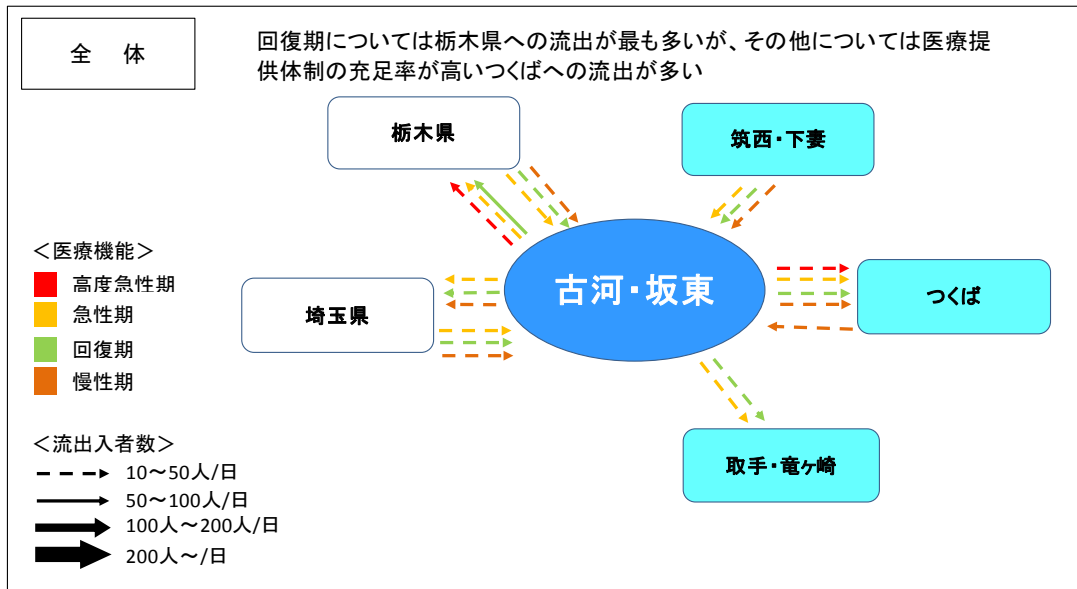 全 体
回復期については栃木県への流出が最も多いが、その他については医療提
供体制の充足率が高いつくばへの流出が多い
栃木県
筑西・下妻
＜医療機能＞
高度急性期
急性期
回復期
慢性期
埼玉県
古河・坂東
つくば
取手・竜ヶ崎
＜流出入者数＞
10～50人/日
50～100人/日
100人～200人/日
200人～/日